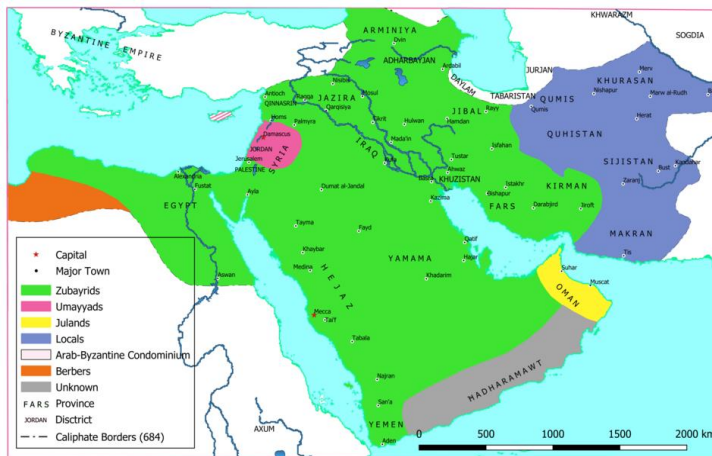 KHWARAZM
SOGDIA
ARMINIYA
Dvin
BYZANTINE EMPIRE
ADHARBAYJAN
Ardabil
JURJAN
Merv
DAYLAM
TABARISTAN
KHURASAN
Nishapur
Marw al-Rudh
Antioch
QINNASRIN
Raqqa
Nisibis
JAZIRA
Mosul
Qarqisiya
JIBAL
Rayy
QUMIS
Qumis
Homs
Palmyra
Tikrit
Hulwan
Hamdan
Herat
Damascus
Mada'in
QUHISTAN
JORDAN
SYRIA
IRAQ
Isfahan
Jerusalem
PALESTINE
Kufa
Tustar
SIJISTAN
Bust
Kandahar
Alexandria
Fustat
Ayla
Dumat al-Jandal
Ahwaz
KHUZISTAN
Zaranj
EGYPT
Kazima
Bishapur
Istakhr
KIRMAN
FARS
Darabjird
Jiroft
Tayma
Fayd
MAKRAN
Tis
Khaybar
YAMAMA
Qatif
Hajar
Suhar
Medina
HEJAZ
Khadarim
OMAN
Muscat
Aswan
Mecca
Ta'if
Tabala
HADHARAMAWT
Najran
San'a
YEMEN
Aden
AXUM
Capital
Major Town
Zubayrids
Umayyads
Julands
Locals
Arab-Byzantine Condominium
Berbers
Unknown
FARS Province
JORDAN Disctrict
Caliphate Borders (684)
0 500 1000 1500 2000 km